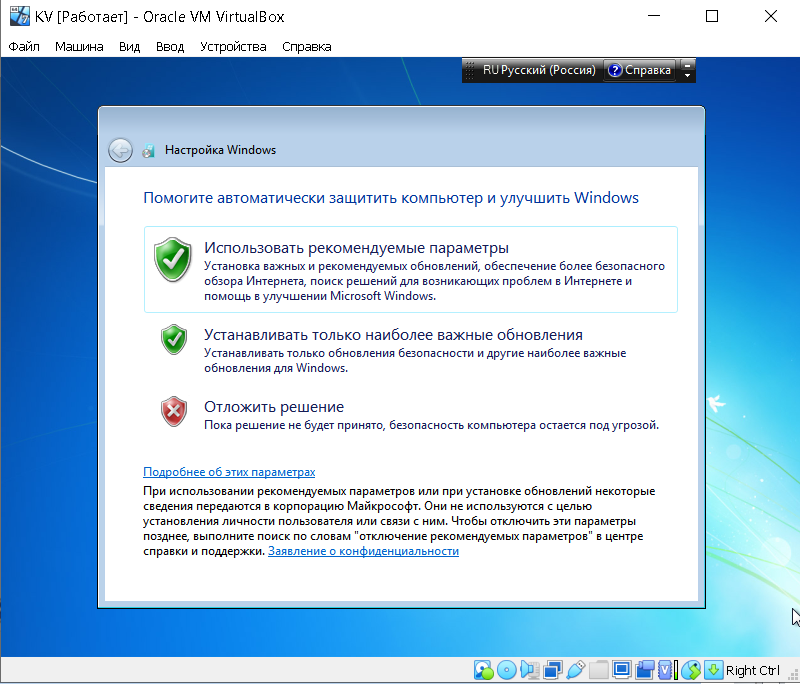 KV [Работает] - Oracle VM VirtualBox
Файл Машина Вид Ввод Устройства Справка
RU Русский (Россия) Справка
Настройка Windows
Помогите автоматически защитить компьютер и улучшить Windows
Использовать рекомендуемые параметры
Установка важных и рекомендуемых обновлений, обеспечение более безопасного
обзора Интернета, поиск решений для возникающих проблем в Интернете и
помощь в улучшении Microsoft Windows.
Устанавливать только наиболее важные обновления
Устанавливать только обновления безопасности и другие наиболее важные
обновления для Windows.
Отложить решение
Пока решение не будет принято, безопасность компьютера остается под угрозой.
Подробнее об этих параметрах
При использовании рекомендуемых параметров или при установке обновлений некоторые
сведения передаются в корпорацию Майкрософт. Они не используются с целью
установления личности пользователя или связи с ним. Чтобы отключить эти параметры
позднее, выполните поиск по словам "отключение рекомендуемых параметров" в центре
справки и поддержки. Заявление о конфиденциальности
Right Ctrl